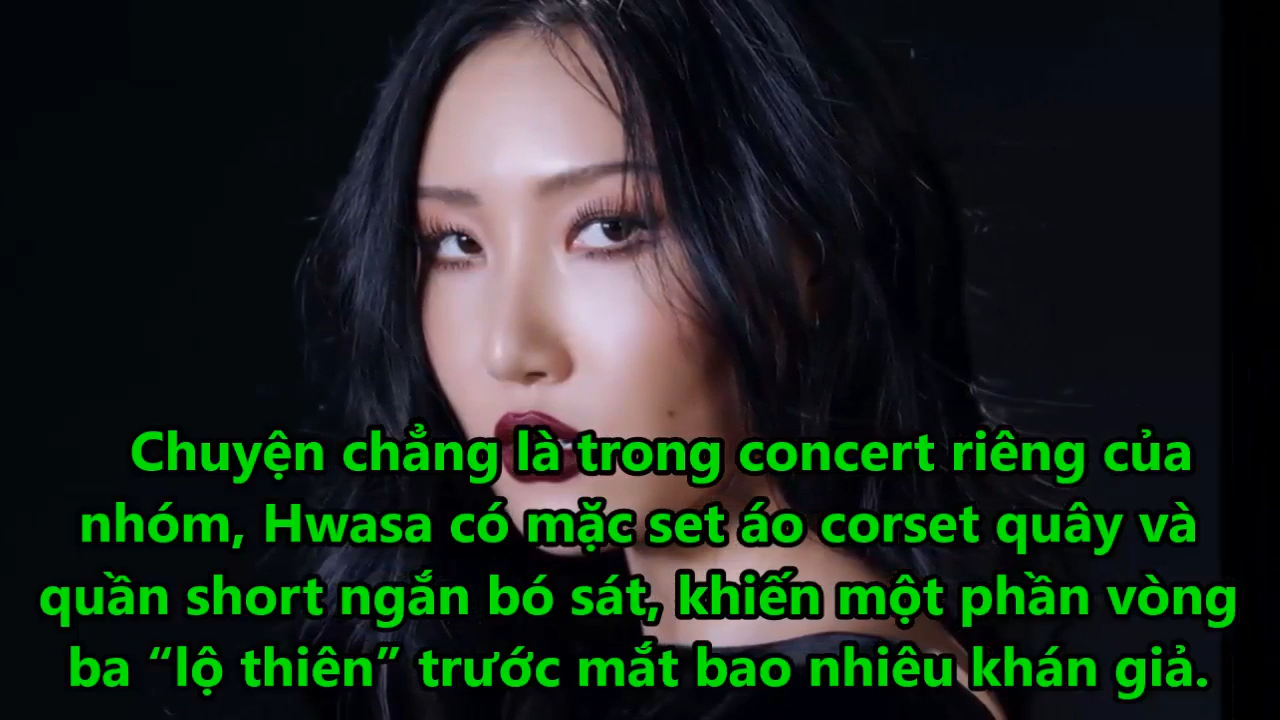 Chuyện chẳng là trong concert riêng của
nhóm, Hwasa có mặc set áo corset quây và
quần short ngắn bó sát, khiến một phần vòng
ba “lộ thiên” trước mắt bao nhiêu khán giả.